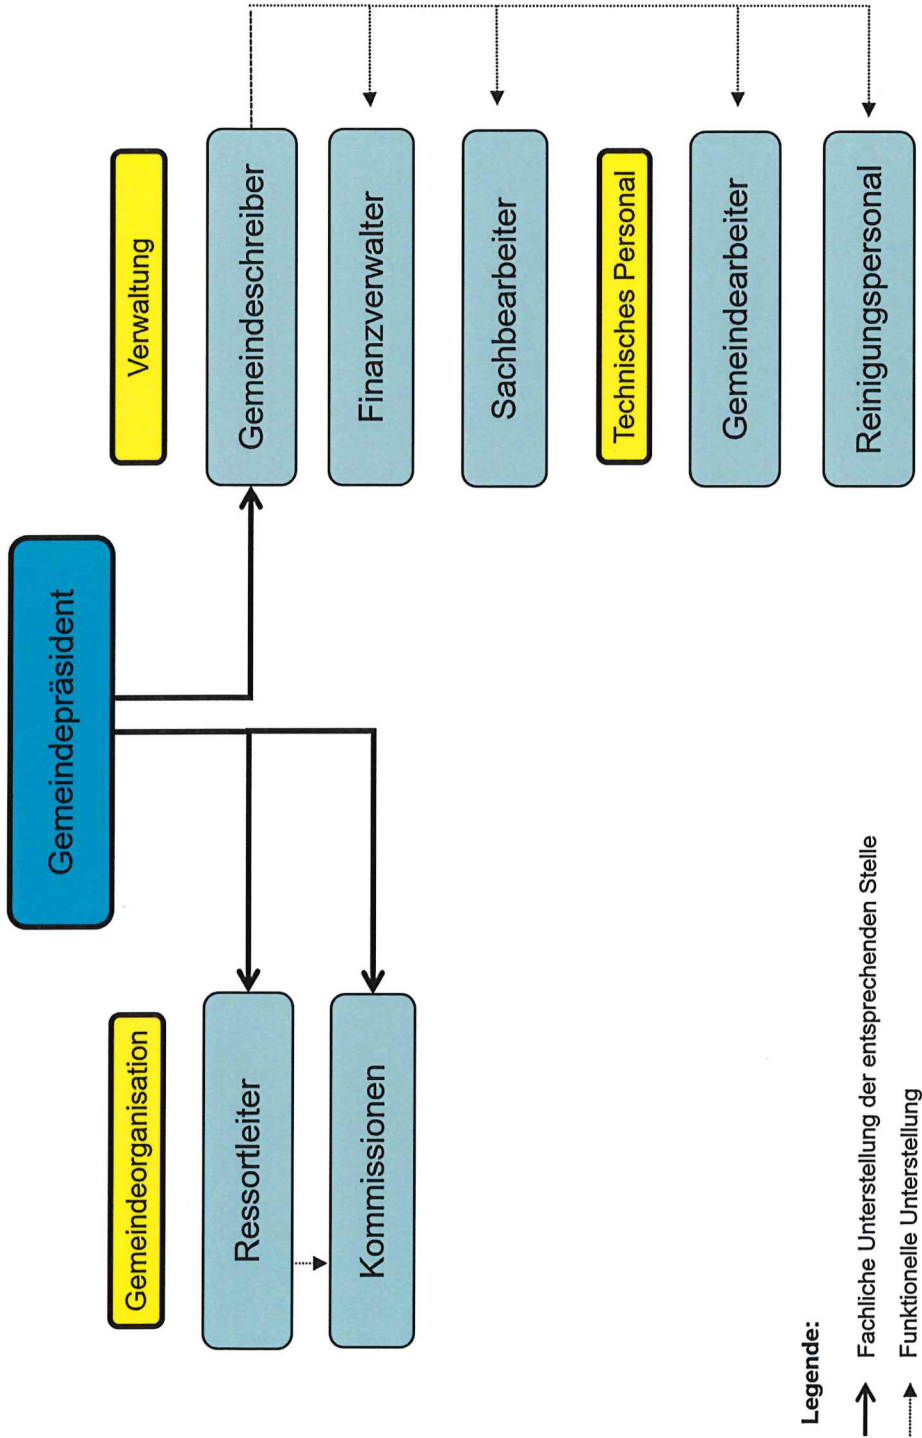 Gemeindepräsident
Gemeindeorganisation
Ressortleiter
Kommissionen
Verwaltung
Gemeindeschreiber
Finanzverwalter
Sachbearbeiter
Technisches Personal
Gemeindearbeiter
Reinigungspersonal
Legende:
Fachliche Unterstellung der entsprechenden Stelle
Funktionelle Unterstellung